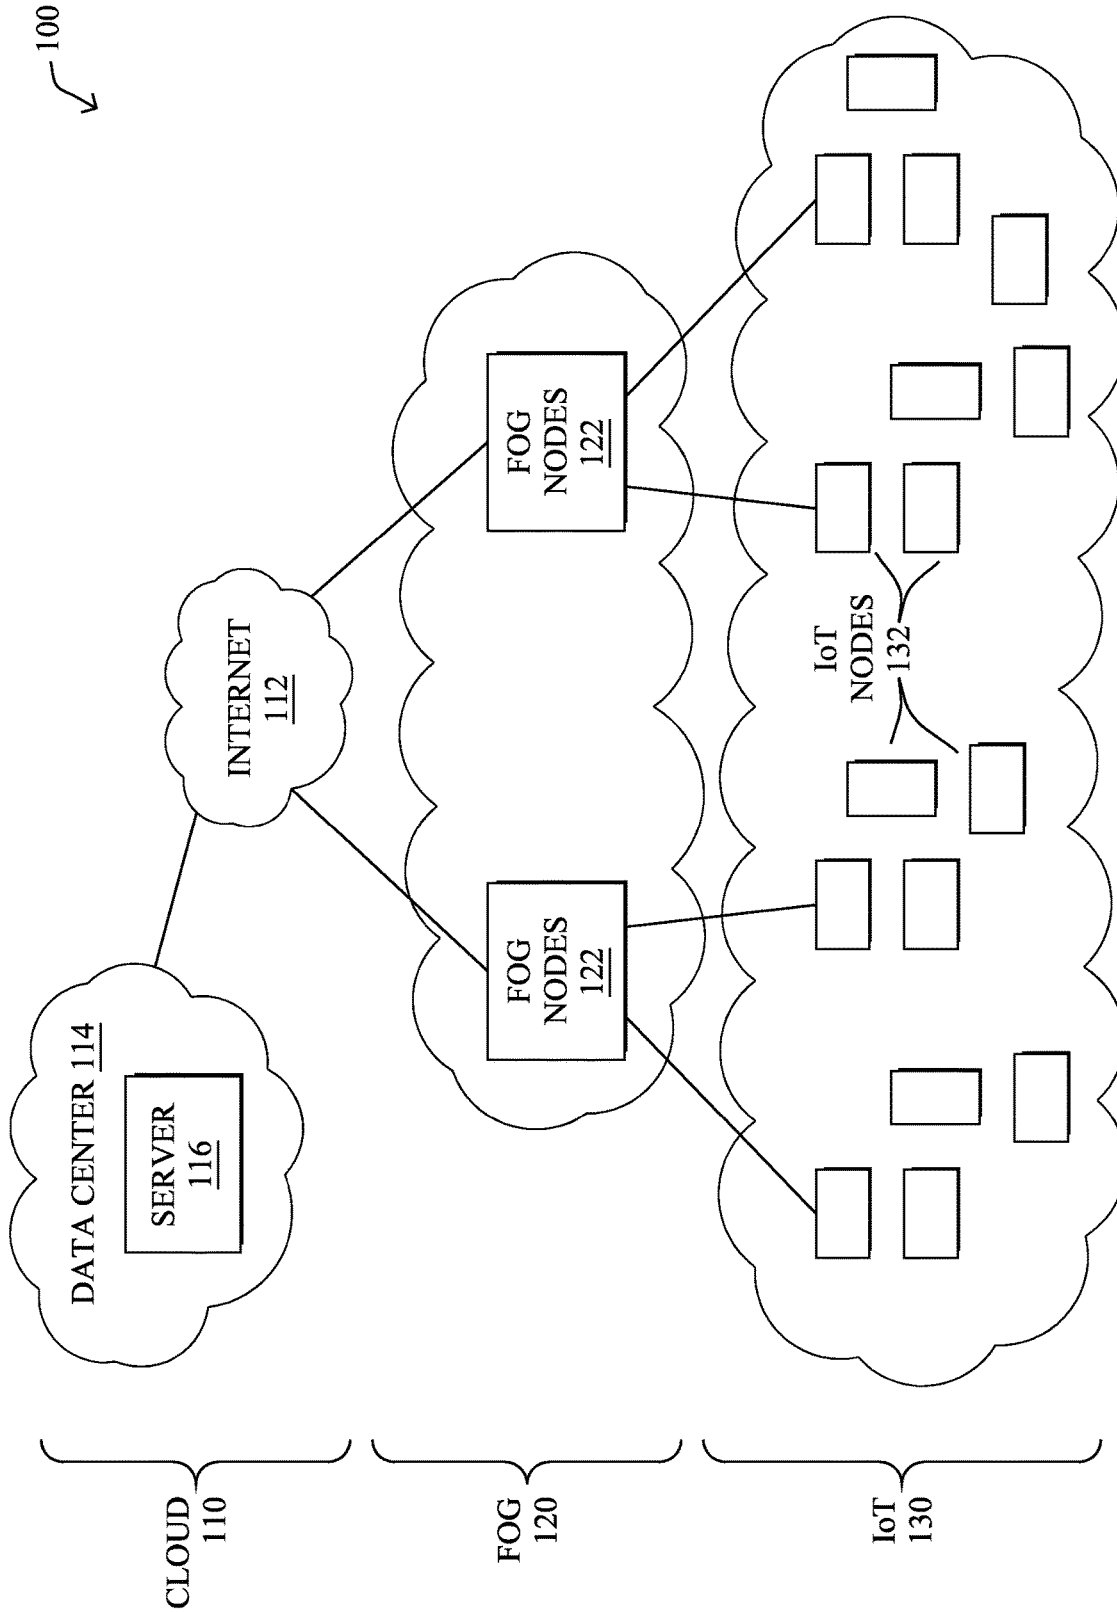 100
CLOUD
110
DATA CENTER 114
SERVER
116
INTERNET
112
FOG
120
FOG
NODES
122
FOG
NODES
122
IoT
130
IoT
NODES
132